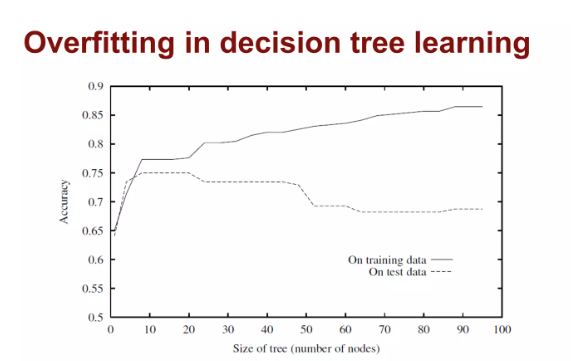 Overfitting in decision tree learning
0.9
0.85
0.8
0.75
0.7
0.65
0.6
0.55
0.5
Accuracy
On training data
On test data
0 10 20 30 40 50 60 70 80 90 100
Size of tree (number of nodes)